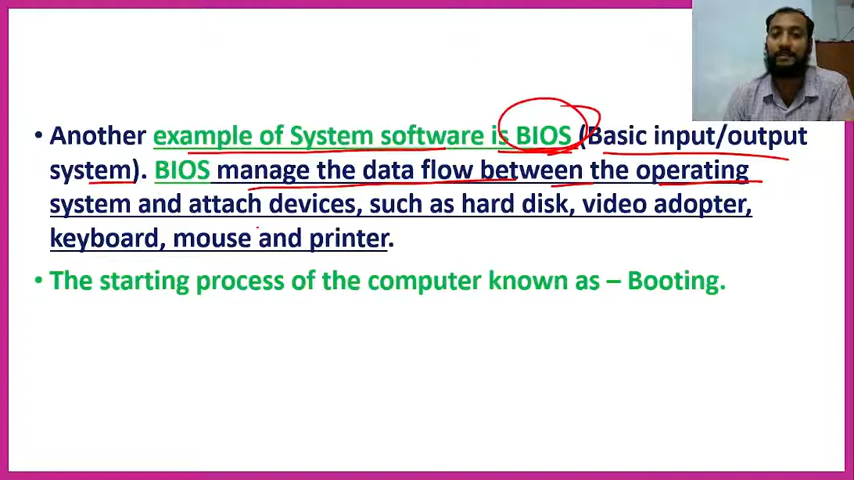 • Another example of System software is BIOS (Basic input/output
system). BIOS manage the data flow between the operating
system and attach devices, such as hard disk, video adopter,
keyboard, mouse and printer.
• The starting process of the computer known as – Booting.